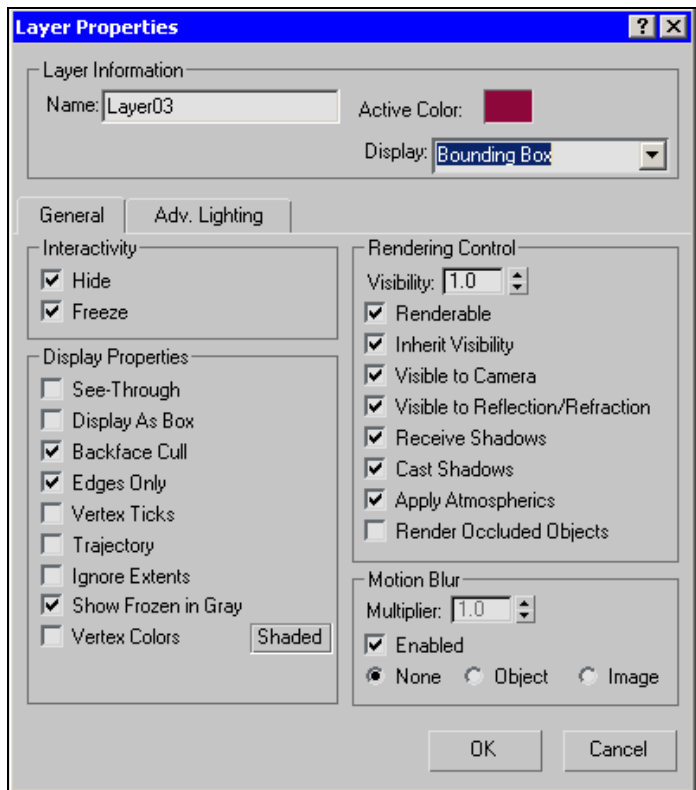 Layer Properties
?
Layer Information
Name: Layer03
Active Color:
Display: Bounding Box
General
Adv. Lighting
Interactivity
Hide
Freeze
Display Properties
See-Through
Display As Box
Backface Cull
Edges Only
Vertex Ticks
Trajectory
Ignore Extents
Show Frozen in Gray
Vertex Colors
Shaded
Rendering Control
Visibility: 1.0
Renderable
Inherit Visibility
Visible to Camera
Visible to Reflection/Refraction
Receive Shadows
Cast Shadows
Apply Atmospherics
Render Occluded Objects
Motion Blur
Multiplier: 1.0
Enabled
None Object Image
OK
Cancel